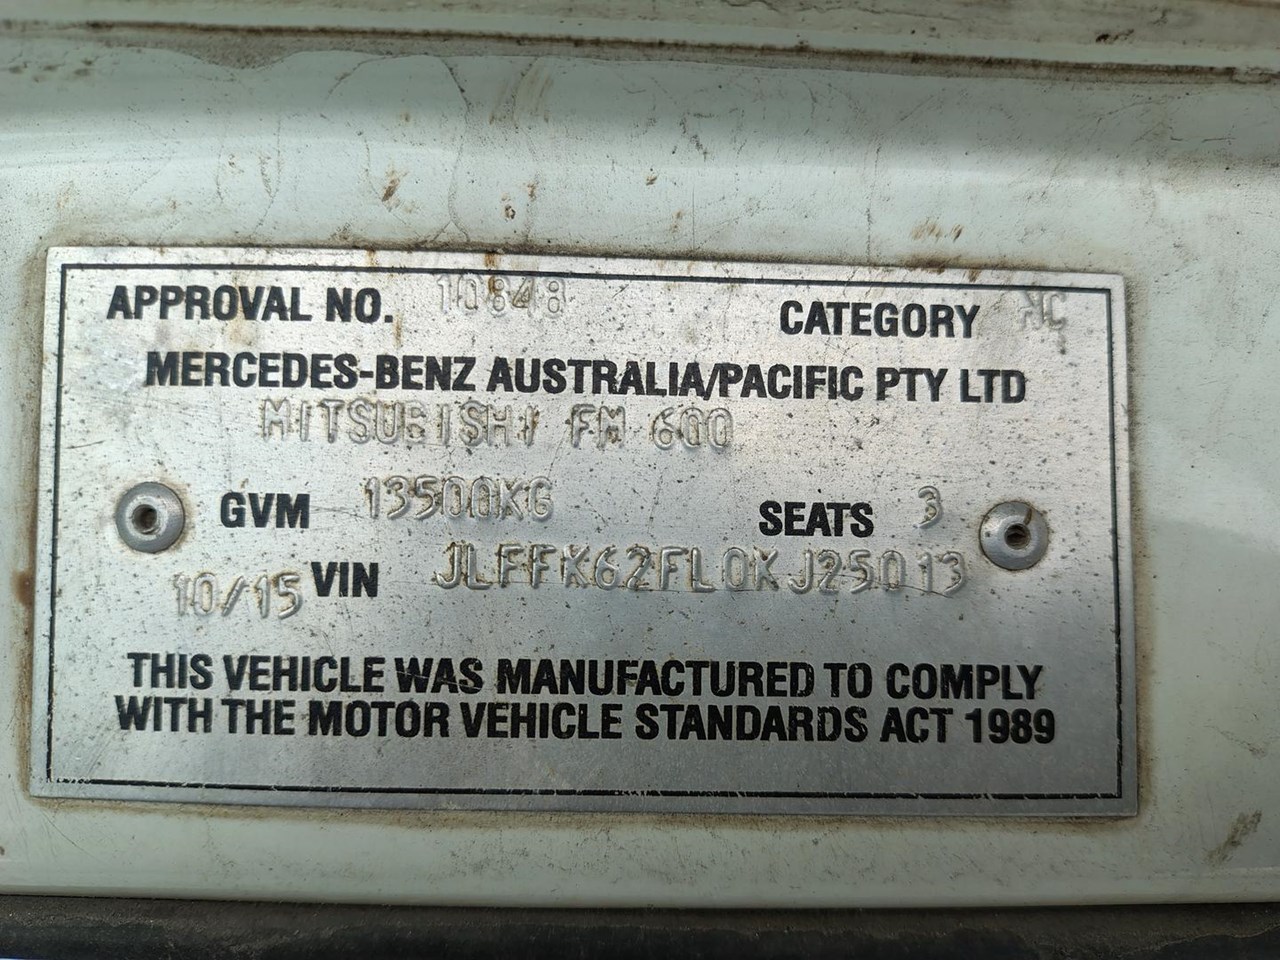 APPROVAL NO. 10848 CATEGORY NC
MERCEDES-BENZ AUSTRALIA/PACIFIC PTY LTD
MITSUBISHI FM 600
GVM 13500KG SEATS 3
10/15 VIN JLFFK62FL0KJ25013
THIS VEHICLE WAS MANUFACTURED TO COMPLY
WITH THE MOTOR VEHICLE STANDARDS ACT 1989